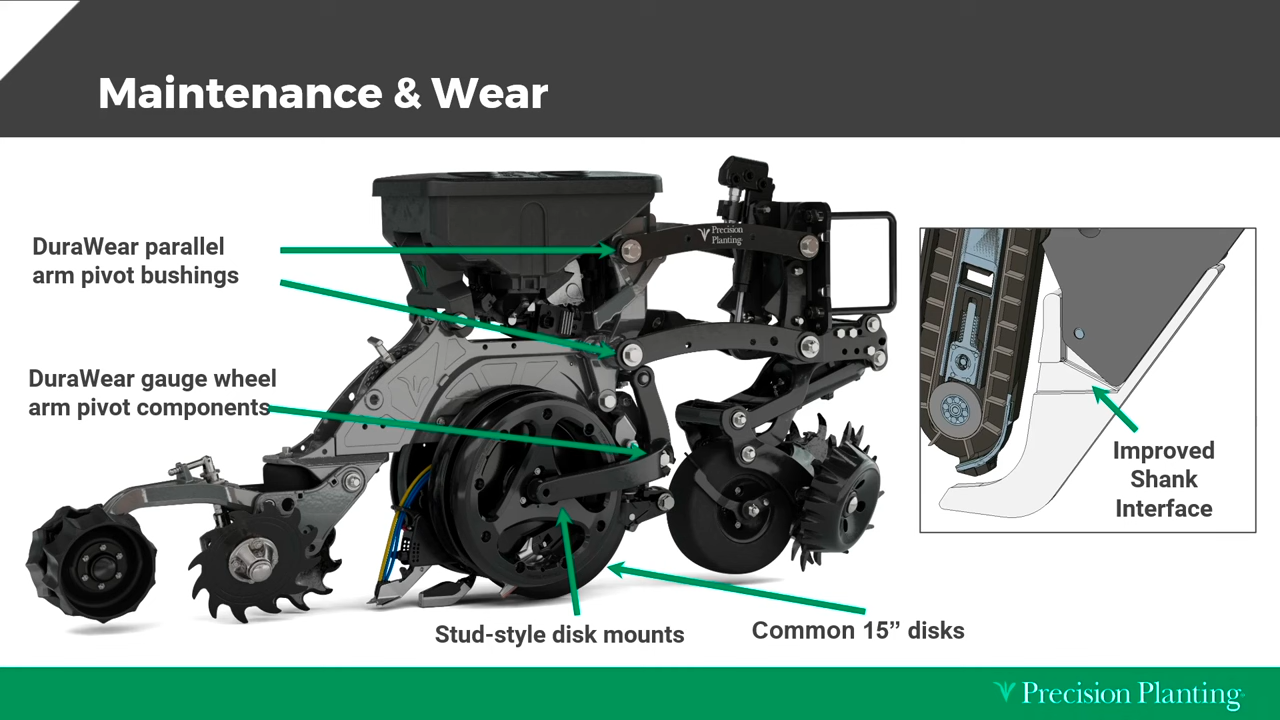 Maintenance & Wear
DuraWear parallel
arm pivot bushings
DuraWear gauge wheel
arm pivot components
Precision
Planting
Improved
Shank
Interface
Stud-style disk mounts
Common 15” disks
Precision Planting